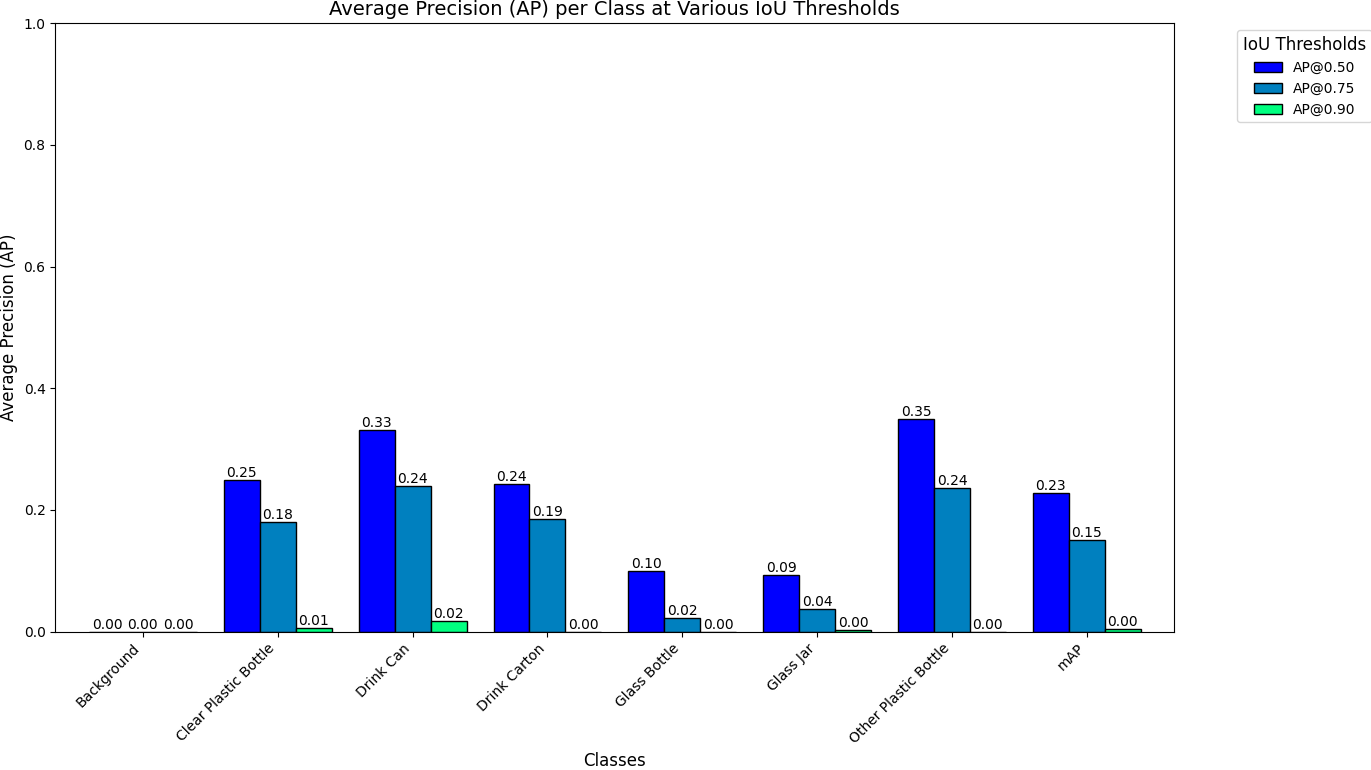 Average Precision (AP) per Class at Various IoU Thresholds
IoU Thresholds
AP@0.50
AP@0.75
AP@0.90
Average Precision (AP)
1.0
0.8
0.6
0.4
0.2
0.0
0.00 0.00 0.00
0.25 0.18 0.01
0.33 0.24 0.02
0.24 0.19 0.00
0.10 0.02 0.00
0.09 0.04 0.00
0.35 0.24 0.00
0.23 0.15 0.00
Background
Clear Plastic Bottle
Drink Can
Drink Carton
Glass Bottle
Glass Jar
Other Plastic Bottle
mAP
Classes